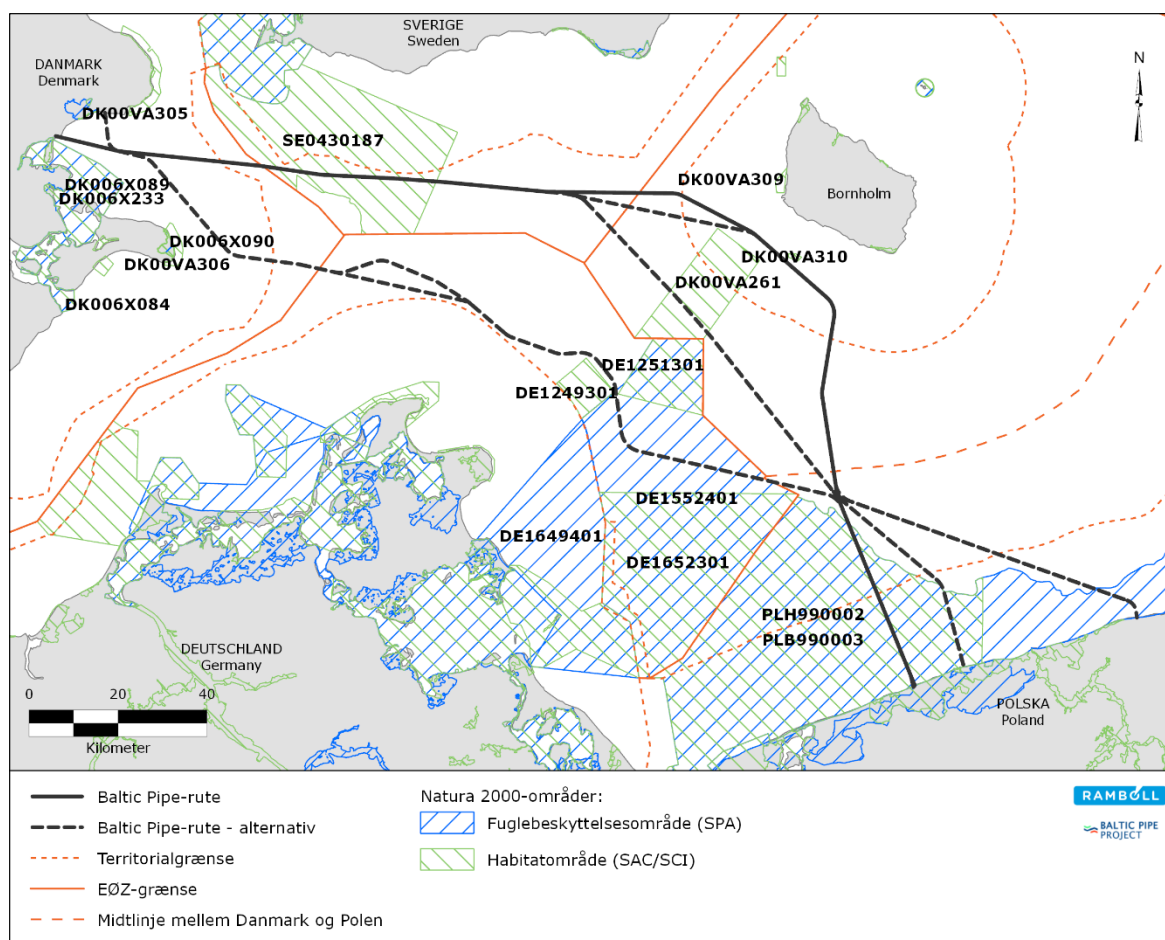 SVERIGE
Sweden
DANMARK
Denmark
N
DK00VA305
SE0430187
DK006X089
DK006X233
DK00VA309
Bornholm
DK006X090
DK00VA306
DK00VA310
DK00VA261
DK006X084
DE1251301
DE1249301
DE1552401
DE1649401
DE1652301
PLH990002
PLB990003
DEUTSCHLAND
Germany
POLSKA
Poland
0 20 40
Kilometer
Baltic Pipe-rute
Baltic Pipe-rute - alternativ
Territorialgrænse
EØZ-grænse
Midtlinje mellem Danmark og Polen
Natura 2000-områder:
Fuglebeskyttelsesområde (SPA)
Habitatområde (SAC/SCI)
RAMBOLL
BALTIC PIPE
PROJECT